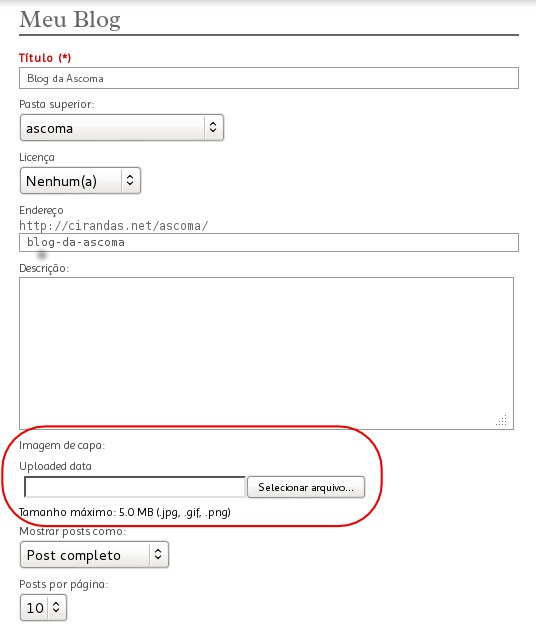 Meu Blog
Título (*)
Blog da Ascoma
Pasta superior:
ascoma
Licença
Nenhum(a)
Endereço
http://cirandas.net/ascoma/
blog-da-ascoma
Descrição:
Imagem de capa:
Uploaded data
Selecionar arquivo...
Tamanho máximo: 5.0 MB (.jpg, .gif, .png)
Mostrar posts como:
Post completo
Posts por página:
10